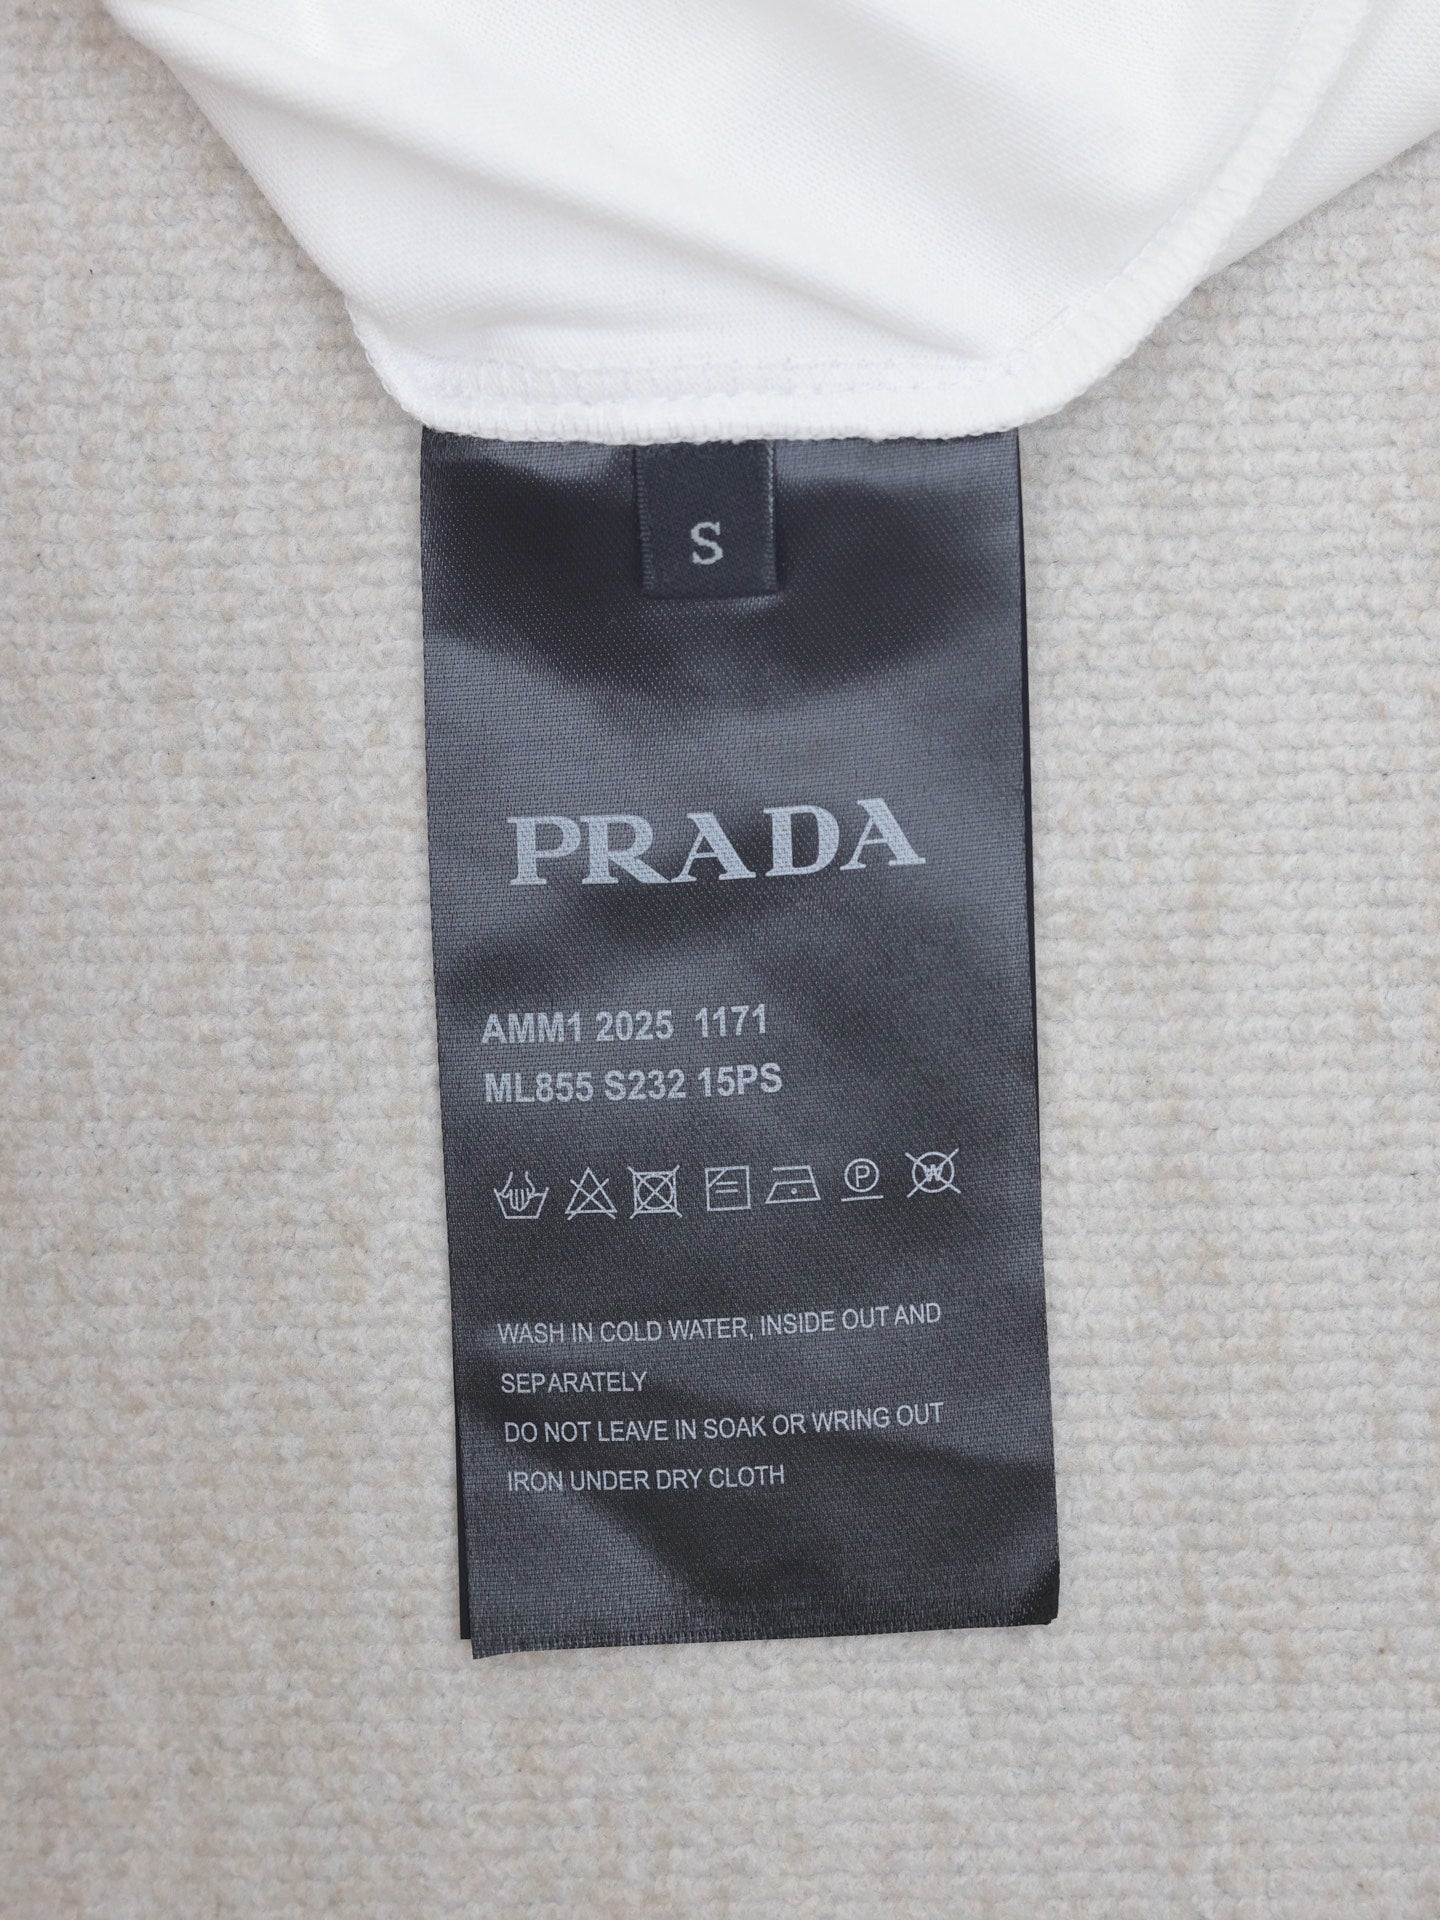 S
PRADA
AMM1 2025 1171
ML855 S232 15PS
P W
WASH IN COLD WATER, INSIDE OUT AND
SEPARATELY
DO NOT LEAVE IN SOAK OR WRING OUT
IRON UNDER DRY CLOTH